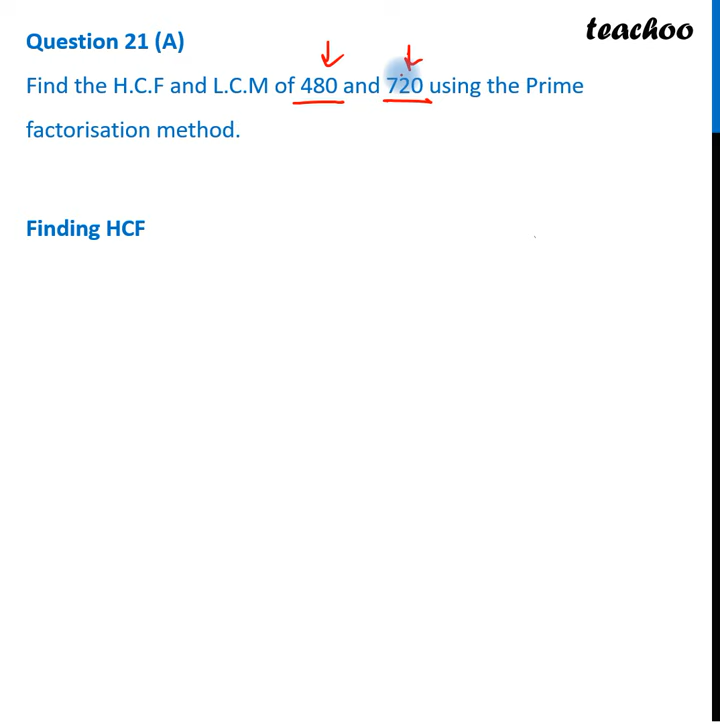 teachoo
Question 21 (A)
Find the H.C.F and L.C.M of 480 and 720 using the Prime
factorisation method.
Finding HCF